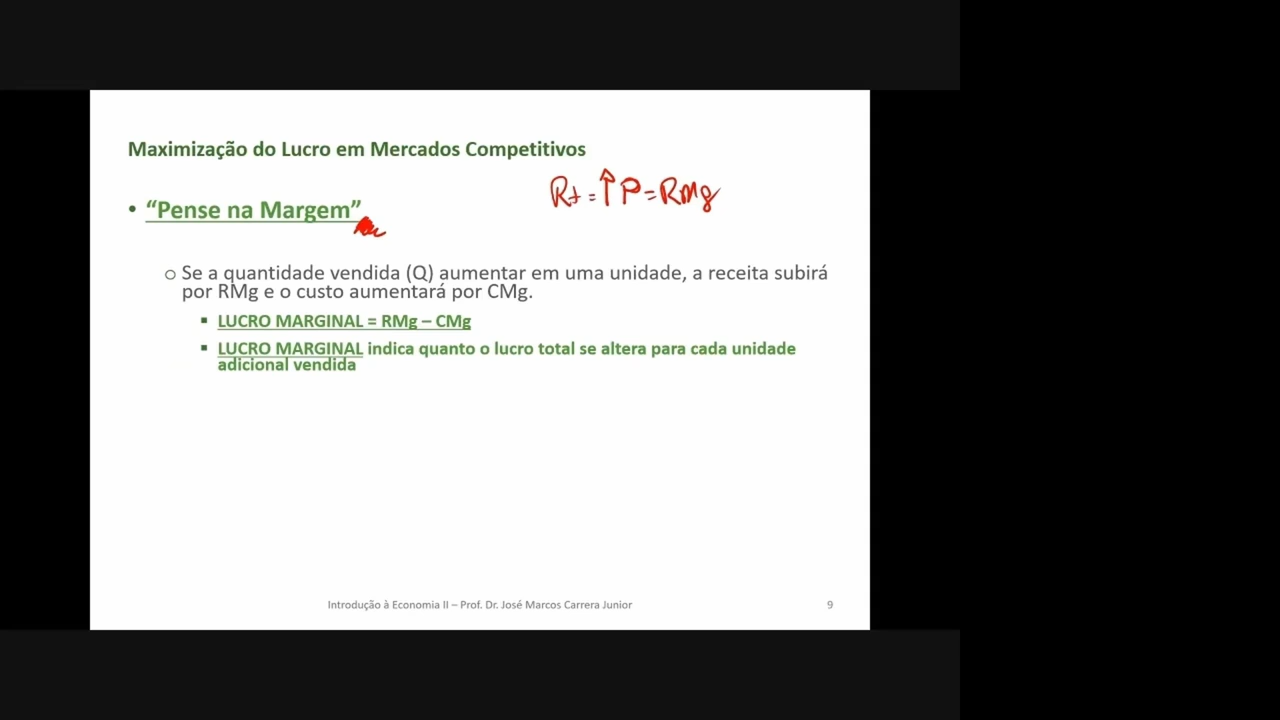 Maximização do Lucro em Mercados Competitivos
Rt = ↑ P = RMg
• “Pense na Margem”
o Se a quantidade vendida (Q) aumentar em uma unidade, a receita subirá
por RMg e o custo aumentará por CMg.
▪ LUCRO MARGINAL = RMg – CMg
▪ LUCRO MARGINAL indica quanto o lucro total se altera para cada unidade
adicional vendida
Introdução à Economia II – Prof. Dr. José Marcos Carrera Junior
9